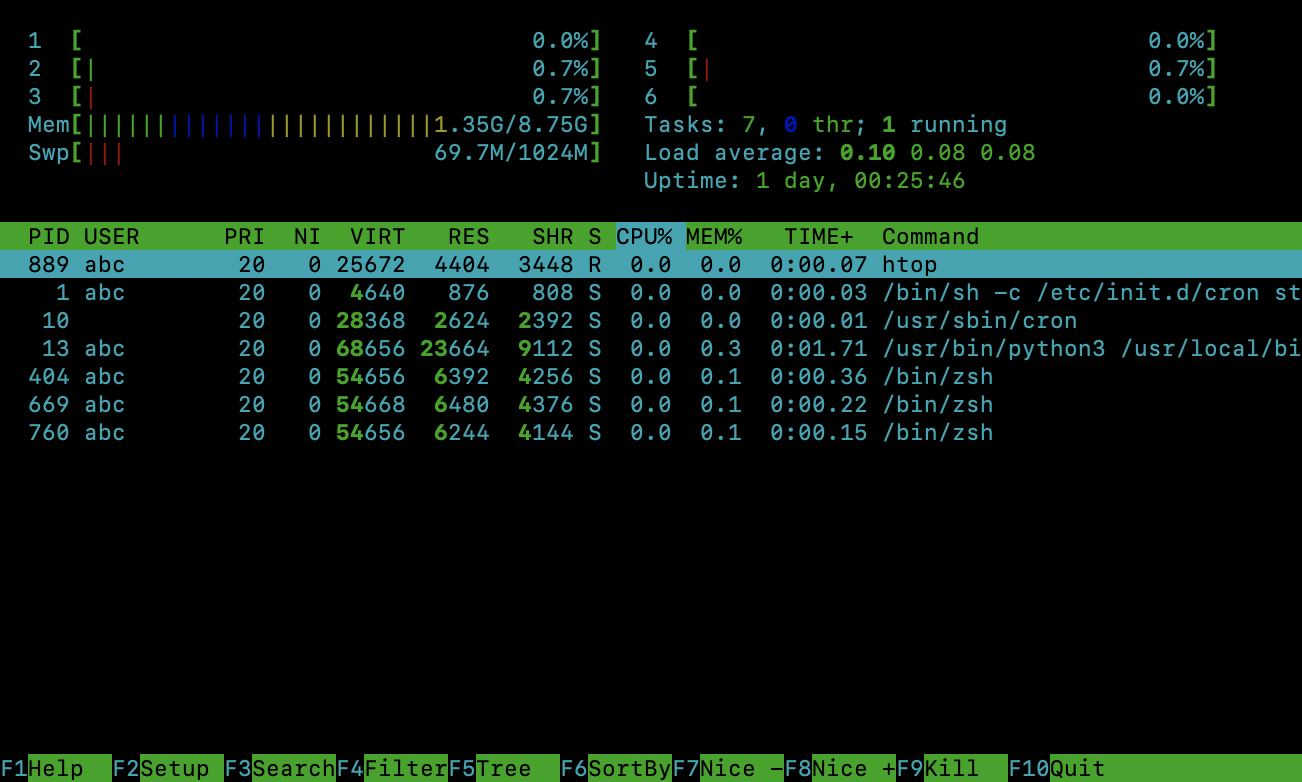 1 [ 0.0%] 4 [ 0.0%]
2 [| 0.7%] 5 [| 0.7%]
3 [| 0.7%] 6 [ 0.0%]
Mem[|||||||||||||||||||||||||1.35G/8.75G] Tasks: 7, 0 thr; 1 running
Swp[||| 69.7M/1024M] Load average: 0.10 0.08 0.08
Uptime: 1 day, 00:25:46
PID USER PRI NI VIRT RES SHR S CPU% MEM% TIME+ Command
889 abc 20 0 25672 4404 3448 R 0.0 0.0 0:00.07 htop
1 abc 20 0 4640 876 808 S 0.0 0.0 0:00.03 /bin/sh -c /etc/init.d/cron st
10 20 0 28368 2624 2392 S 0.0 0.0 0:00.01 /usr/sbin/cron
13 abc 20 0 68656 23664 9112 S 0.0 0.3 0:01.71 /usr/bin/python3 /usr/local/bi
404 abc 20 0 54656 6392 4256 S 0.0 0.1 0:00.36 /bin/zsh
669 abc 20 0 54668 6480 4376 S 0.0 0.1 0:00.22 /bin/zsh
760 abc 20 0 54656 6244 4144 S 0.0 0.1 0:00.15 /bin/zsh
F1Help F2Setup F3SearchF4FilterF5Tree F6SortByF7Nice -F8Nice +F9Kill F10Quit